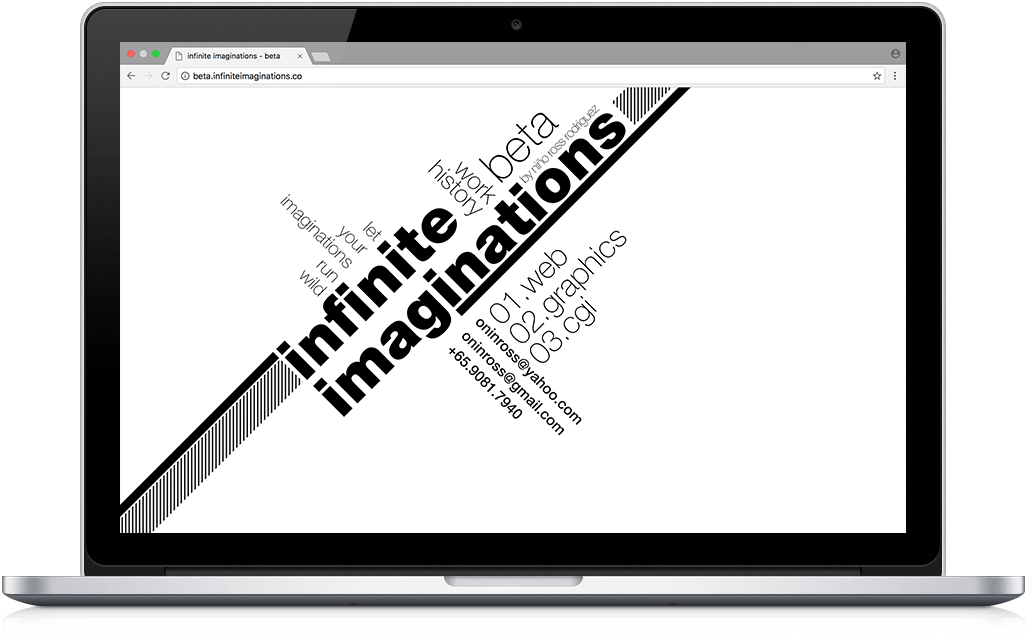 infinite imaginations - beta
beta.infiniteimaginations.co
let
your
imaginations
run
wild
work
history
beta
by niño ross rodriguez
infinite
imaginations
01.web
02.graphics
03.cgi
oninross@yahoo.com
oninross@gmail.com
+65.9081.7940